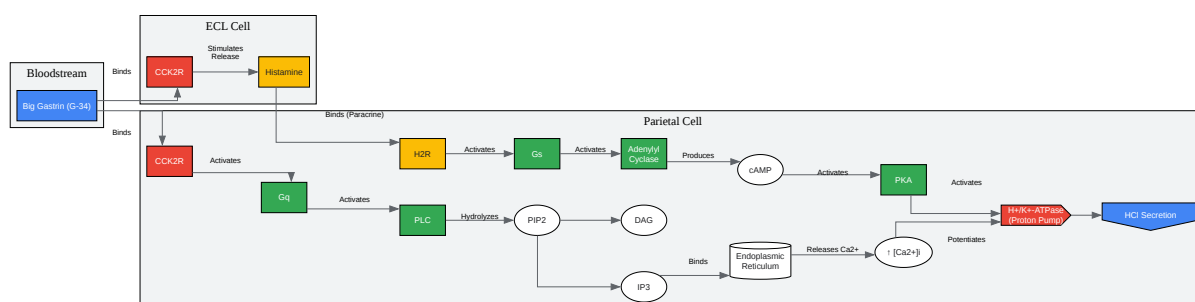 ECL Cell
Stimulates
Release
Bloodstream
Binds
CCK2R
Histamine
Big Gastrin (G-34)
Binds (Paracrine)
Parietal Cell
Binds
CCK2R
Activates
H2R
Activates
Gs
Activates
Adenylyl
Cyclase
Produces
cAMP
Activates
PKA
Activates
Gq
Activates
PLC
Hydrolyzes
PIP2
DAG
H+/K+-ATPase
(Proton Pump)
HCl Secretion
Potentiates
Binds
Endoplasmic
Reticulum
Releases Ca2+
↑ [Ca2+]i
IP3